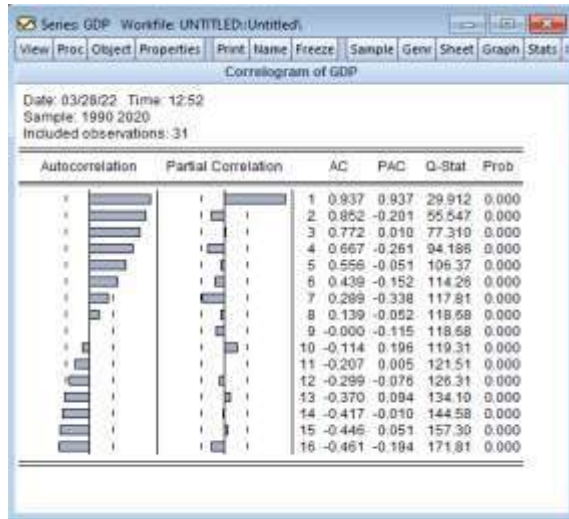 Series: GDP Workfile: UNTITLED::Untitled\
View Proc Object Properties Print Name Freeze Sample Genr Sheet Graph Stats
Correlogram of GDP
Date: 03/28/22 Time: 12:52
Sample: 1990 2020
Included observations: 31
Autocorrelation Partial Correlation AC PAC Q-Stat Prob
1 0.937 0.937 29.912 0.000
2 0.852 -0.201 55.547 0.000
3 0.772 0.010 77.310 0.000
4 0.667 -0.261 94.186 0.000
5 0.556 -0.051 106.37 0.000
6 0.439 -0.152 114.26 0.000
7 0.289 -0.338 117.81 0.000
8 0.139 -0.052 118.68 0.000
9 -0.000 -0.115 118.68 0.000
10 -0.114 0.196 119.31 0.000
11 -0.207 0.005 121.51 0.000
12 -0.299 -0.076 126.31 0.000
13 -0.370 0.094 134.10 0.000
14 -0.417 -0.010 144.58 0.000
15 -0.446 0.051 157.30 0.000
16 -0.461 -0.194 171.81 0.000